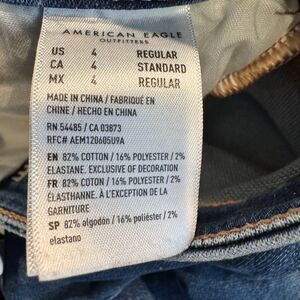 AMERICAN EAGLE
OUTFITTERS
US 4 REGULAR
CA 4 STANDARD
MX 4 REGULAR
MADE IN CHINA / FABRIQUÉ EN
CHINE / HECHO EN CHINA
RN 54485 / CA 03873
RFC# AEM120605U9A
EN 82% COTTON / 16% POLYESTER / 2%
ELASTANE. EXCLUSIVE OF DECORATION
FR 82% COTON / 16% POLYESTER / 2%
ÉLASTHANNE. À L'EXCEPTION DE LA
GARNITURE
SP 82% algodón / 16% poliéster / 2%
elastano